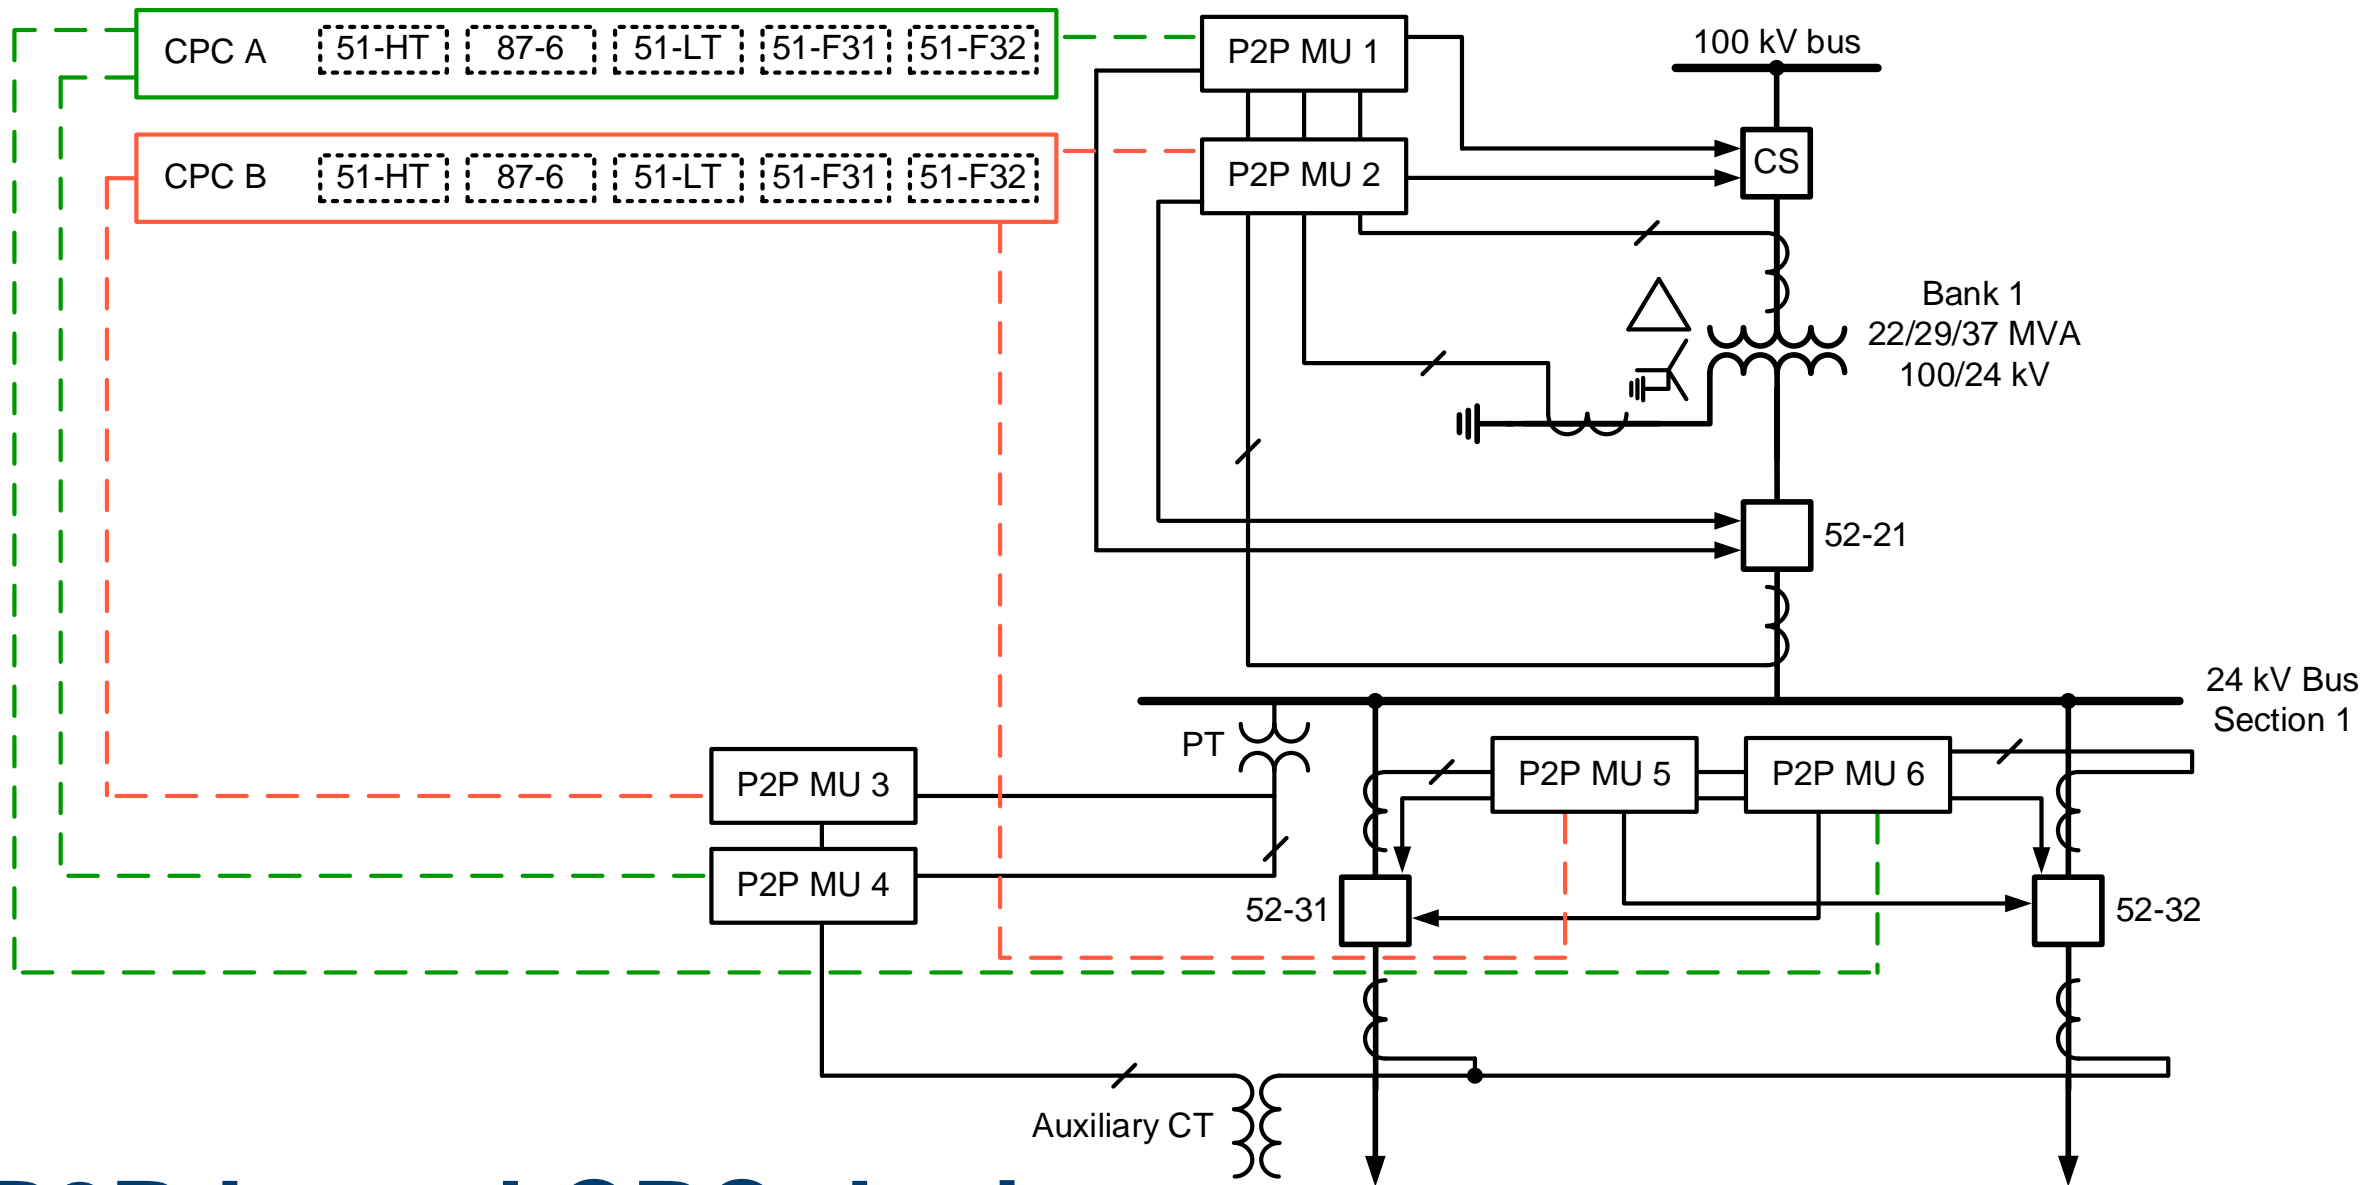 CPC A 51-HT 87-6 51-LT 51-F31 51-F32
P2P MU 1
100 kV bus
CPC B 51-HT 87-6 51-LT 51-F31 51-F32
P2P MU 2
CS
Bank 1
22/29/37 MVA
100/24 kV
52-21
24 kV Bus
Section 1
PT
P2P MU 3
P2P MU 5
P2P MU 6
P2P MU 4
52-31
52-32
Auxiliary CT